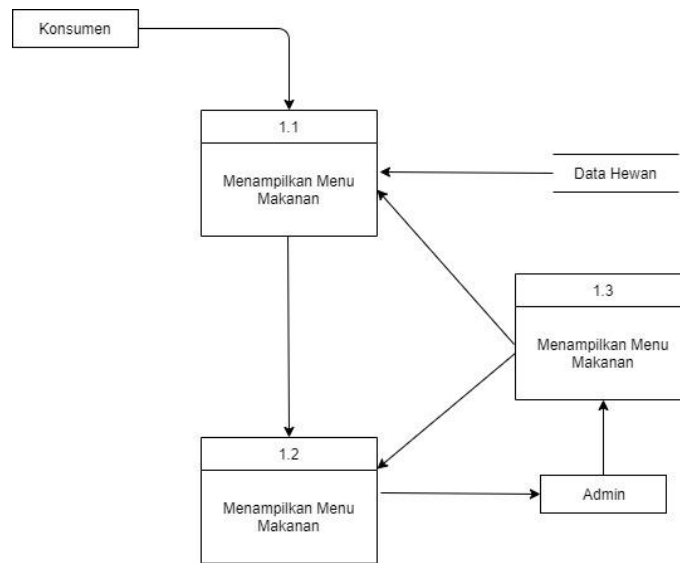 Konsumen
1.1
Menampilkan Menu
Makanan
Data Hewan
1.3
Menampilkan Menu
Makanan
1.2
Menampilkan Menu
Makanan
Admin